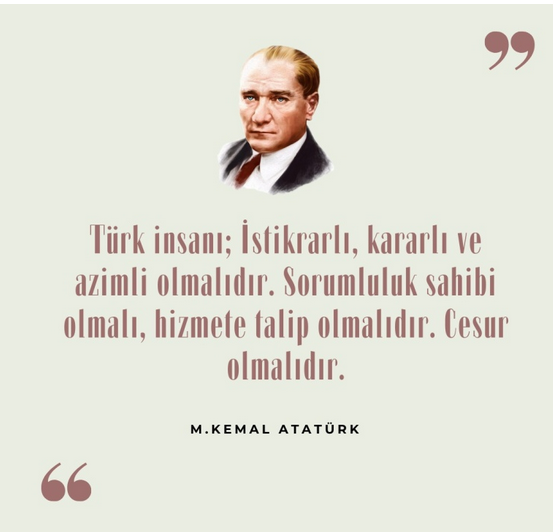 ”
Türk insanı; İstikrarlı, kararlı ve
azimli olmalıdır. Sorumluluk sahibi
olmalı, hizmete talip olmalıdır. Cesur
olmalıdır.
M.KEMAL ATATÜRK
“